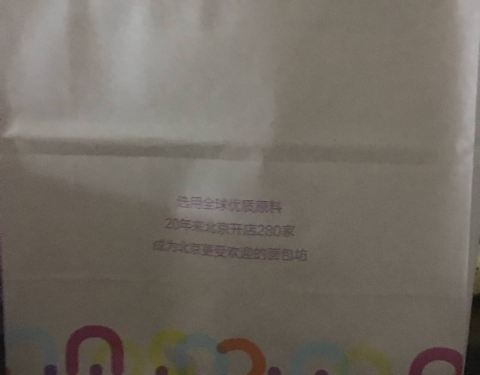 选用全球优质原料
20年来北京开店280家
成为北京更受欢迎的面包坊